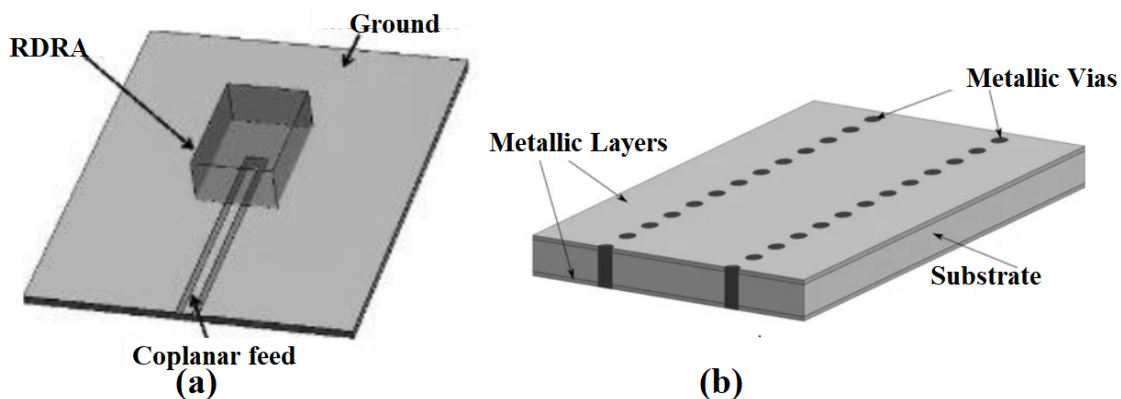 Ground
RDRA
Coplanar feed
(a)
Metallic Vias
Metallic Layers
Substrate
(b)